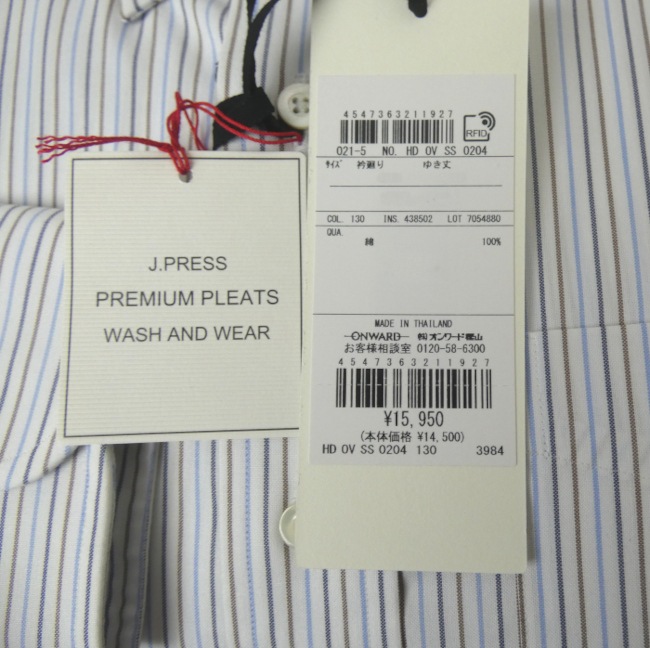 J.PRESS
PREMIUM PLEATS
WASH AND WEAR
4547363211927
RFID
021-5 NO. HD OV SS 0204
ｻｲｽﾞ 衿廻り ゆき丈
COL. 130 INS. 438502 LOT 7054880
QUA.
綿 100%
MADE IN THAILAND
ONWARD ㈱オンワード樫山
お客様相談室 0120-58-6300
4547363211927
¥15,950
(本体価格 ¥14,500)
HD OV SS 0204 130 3984